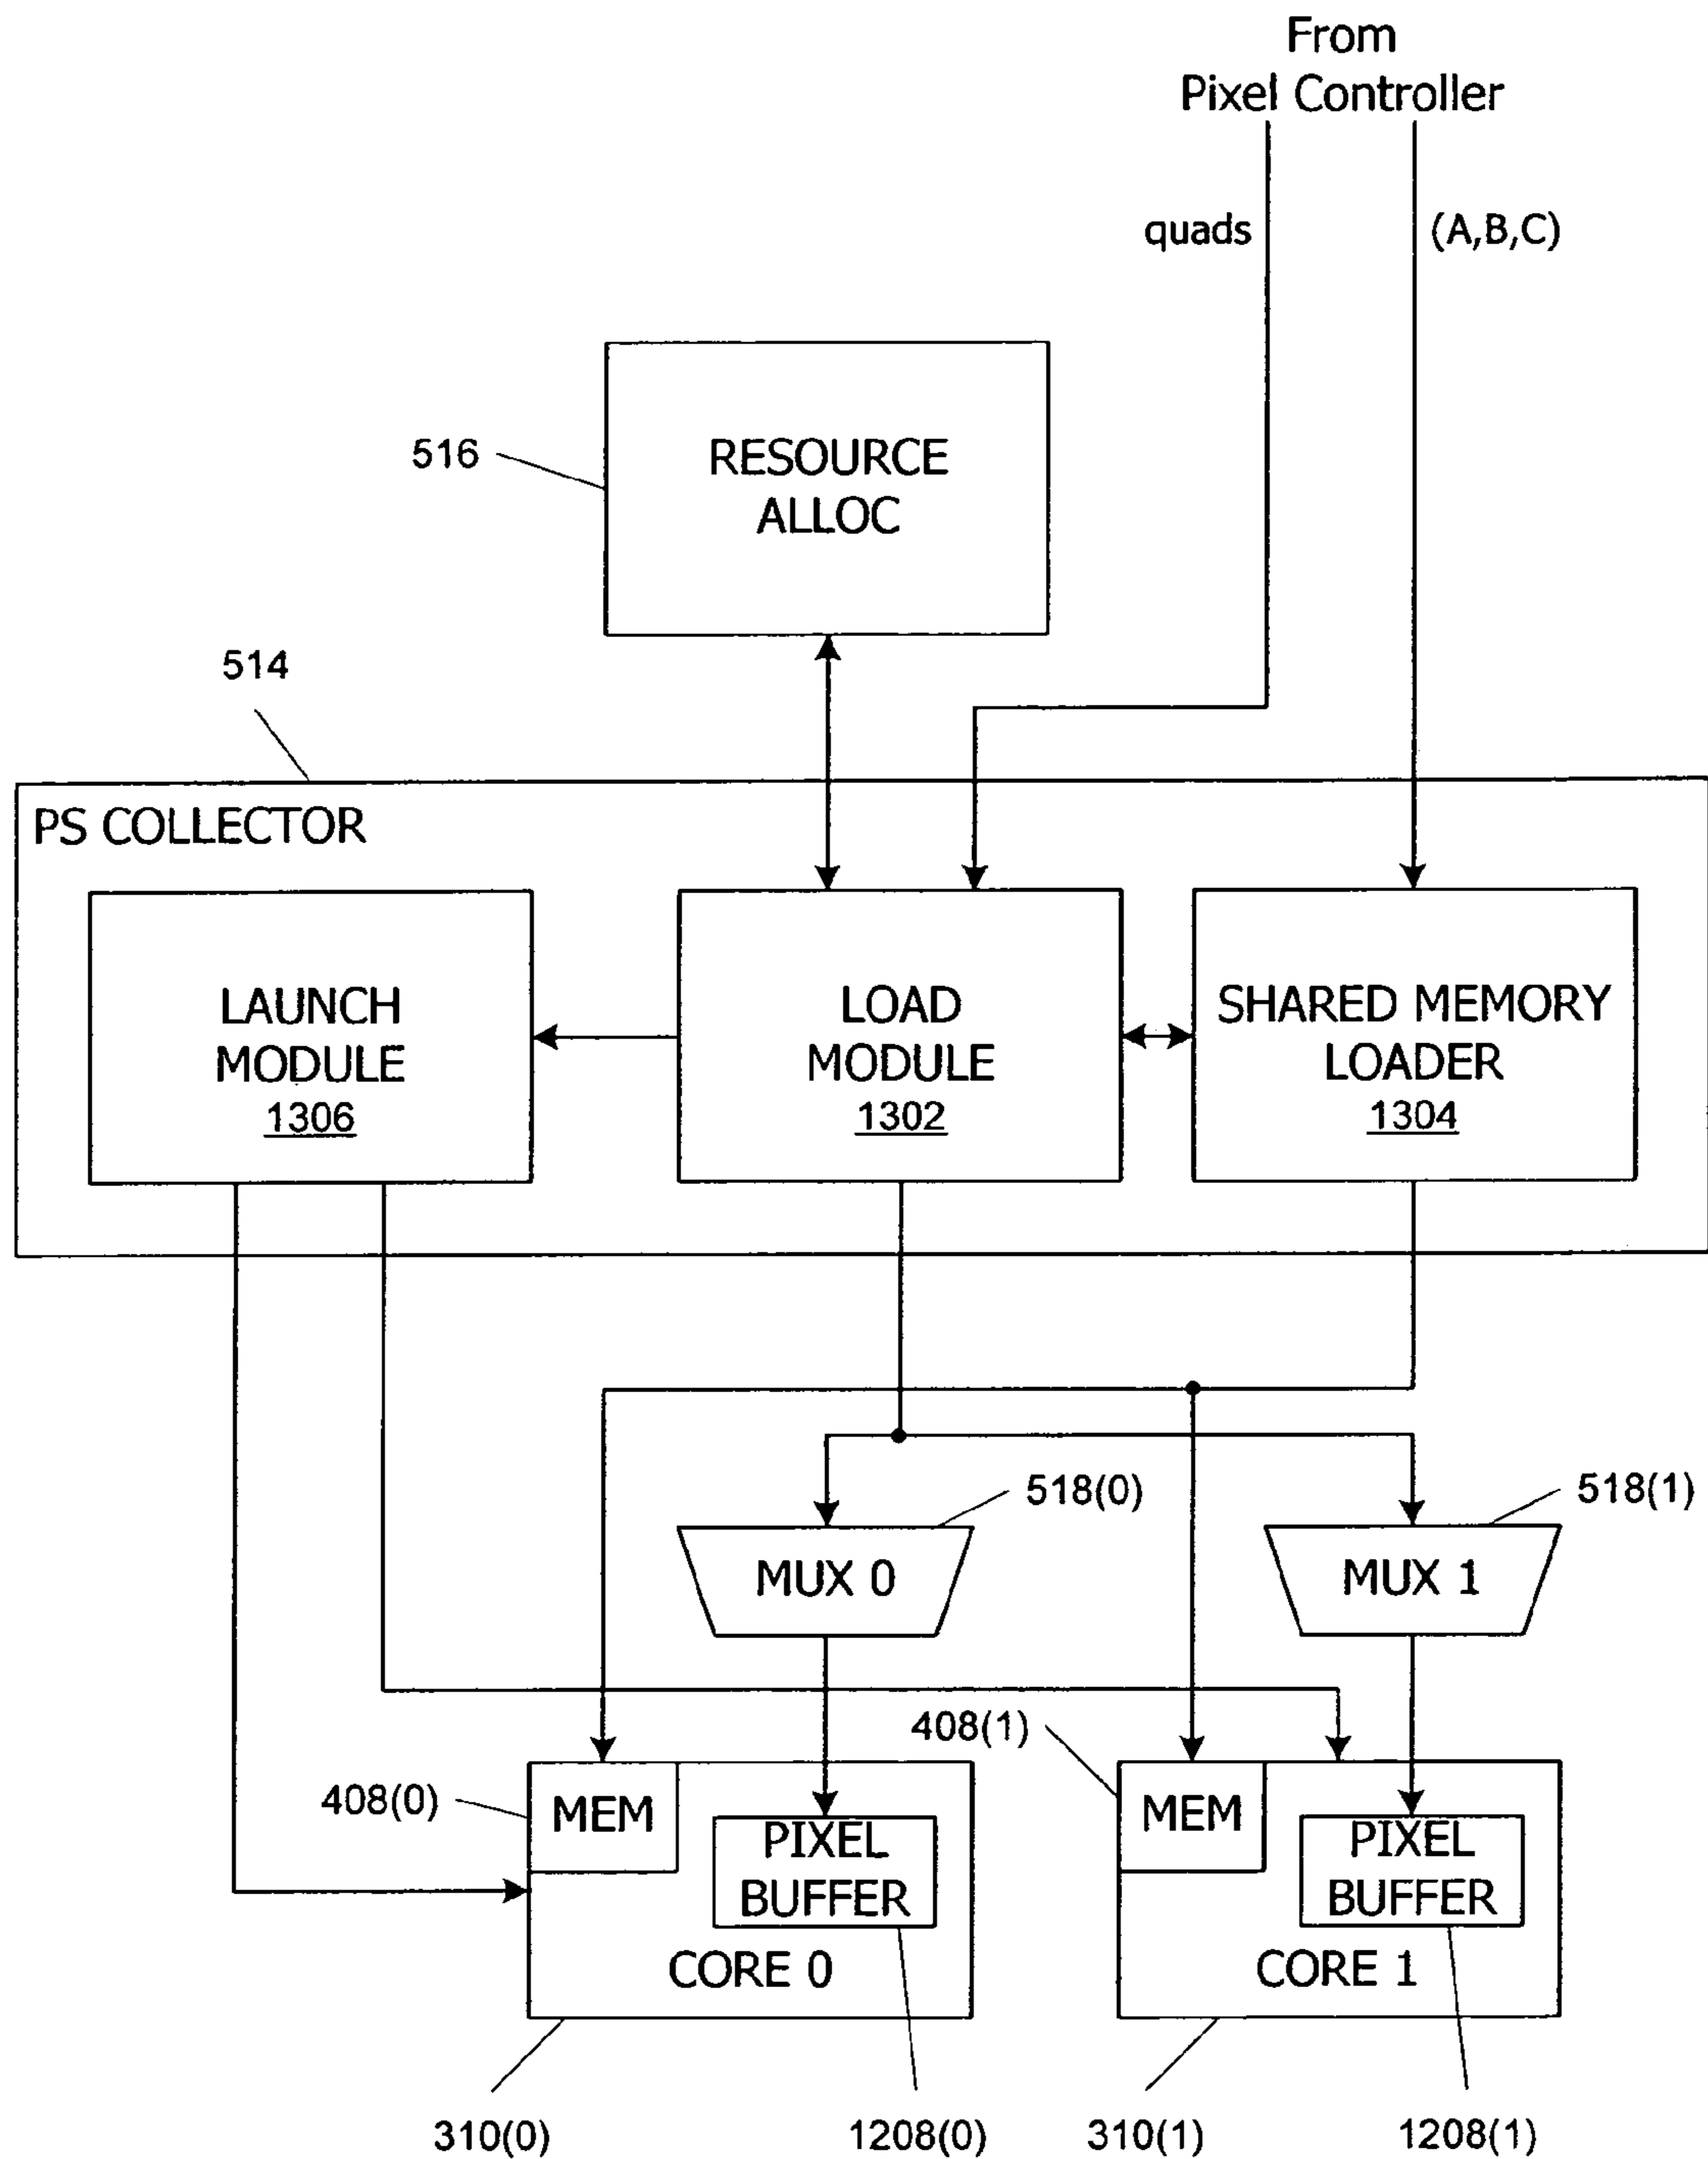 From
Pixel Controller
quads
(A,B,C)
516
RESOURCE
ALLOC
514
PS COLLECTOR
LAUNCH
MODULE
1306
LOAD
MODULE
1302
SHARED MEMORY
LOADER
1304
518(0)
518(1)
MUX 0
MUX 1
408(1)
408(0)
MEM
PIXEL
BUFFER
CORE 0
MEM
PIXEL
BUFFER
CORE 1
310(0)
1208(0)
310(1)
1208(1)